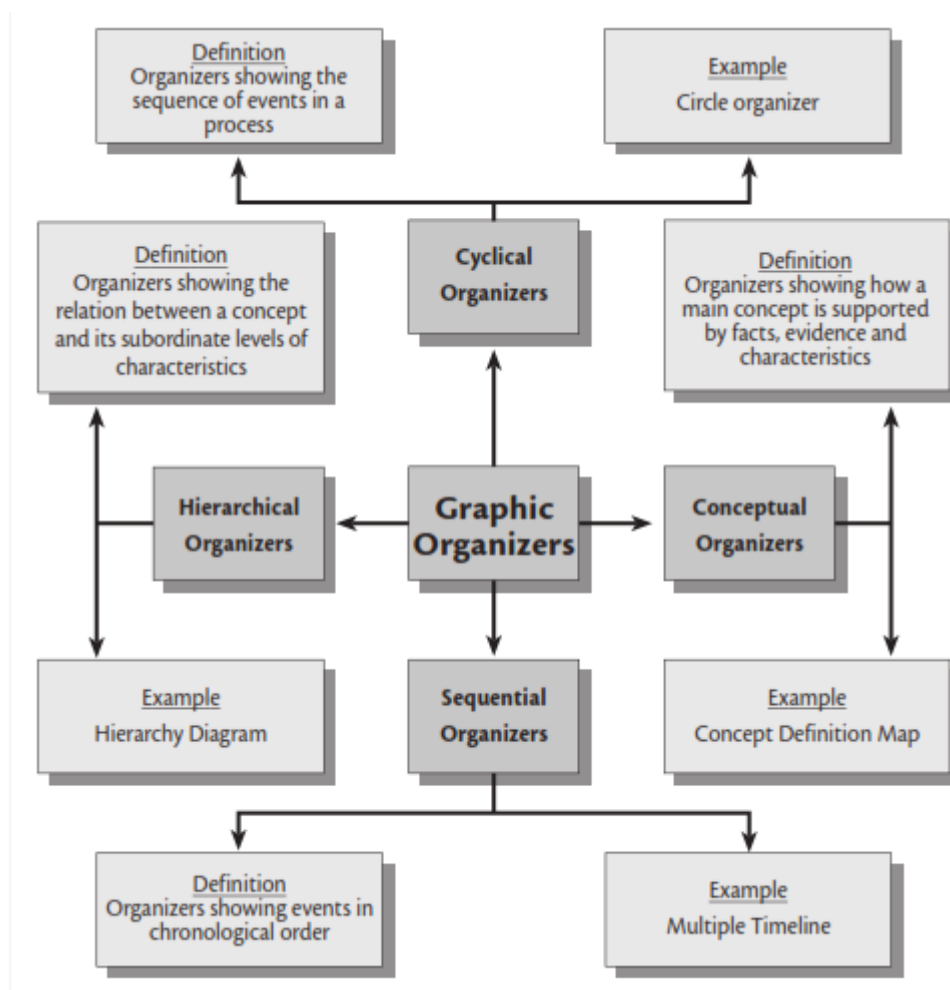 Definition
Organizers showing the
sequence of events in a
process
Example
Circle organizer
Definition
Organizers showing the
relation between a concept
and its subordinate levels of
characteristics
Cyclical
Organizers
Definition
Organizers showing how a
main concept is supported
by facts, evidence and
characteristics
Hierarchical
Organizers
Graphic
Organizers
Conceptual
Organizers
Example
Hierarchy Diagram
Sequential
Organizers
Example
Concept Definition Map
Definition
Organizers showing events in
chronological order
Example
Multiple Timeline